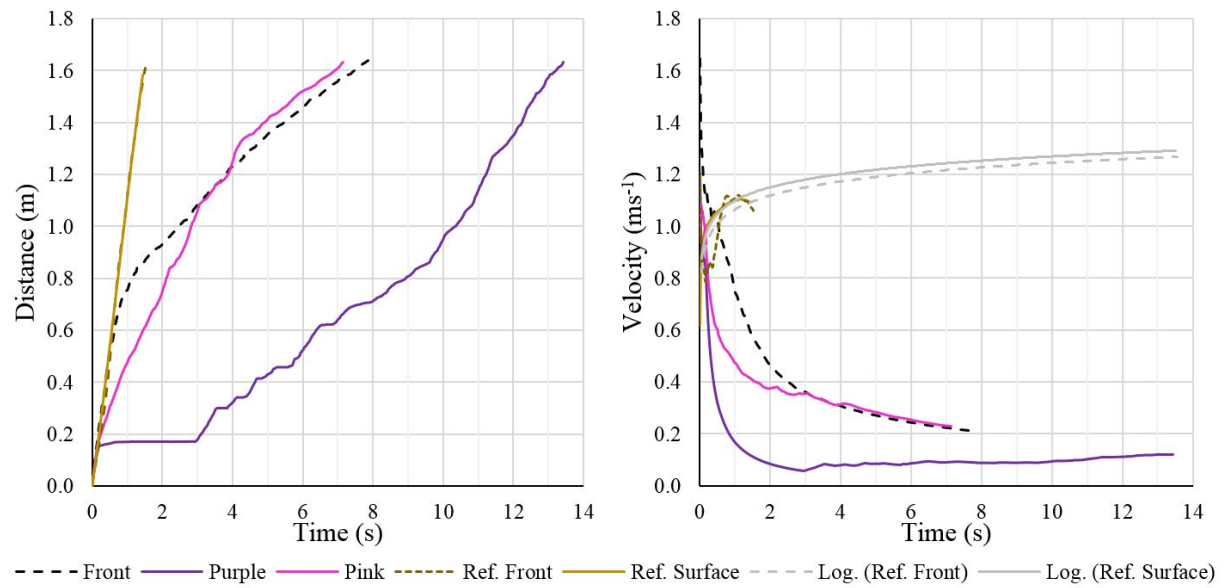 1.8
1.6
1.4
1.2
1.0
0.8
0.6
0.4
0.2
0.0
Distance (m)
0 2 4 6 8 10 12 14
Time (s)
1.8
1.6
1.4
1.2
1.0
0.8
0.6
0.4
0.2
0.0
Velocity (ms-1)
0 2 4 6 8 10 12 14
Time (s)
Front Purple Pink Ref. Front Ref. Surface Log. (Ref. Front) Log. (Ref. Surface)